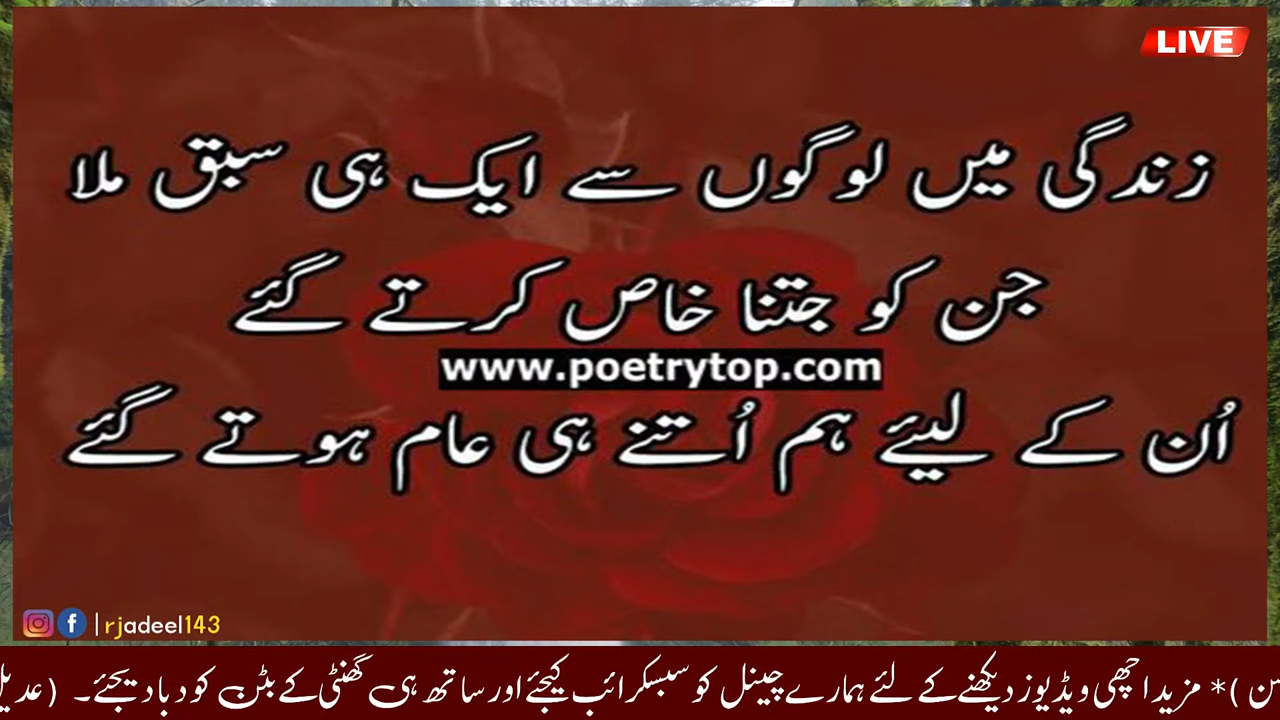 LIVE
زندگی میں لوگوں سے ایک ہی سبق ملا
جن کو جتنا خاص کرتے گئے
www.poetrytop.com
اُن کے لیئے ہم اُتنے ہی عام ہوتے گئے
|rjadeel143
)* مزید اچھی ویڈیوز دیکھنے کے لئے ہمارے چینل کو سبسکرائب کیجئے اور ساتھ ہی گھنٹی کے بٹن کو دبا دیجئے۔ (